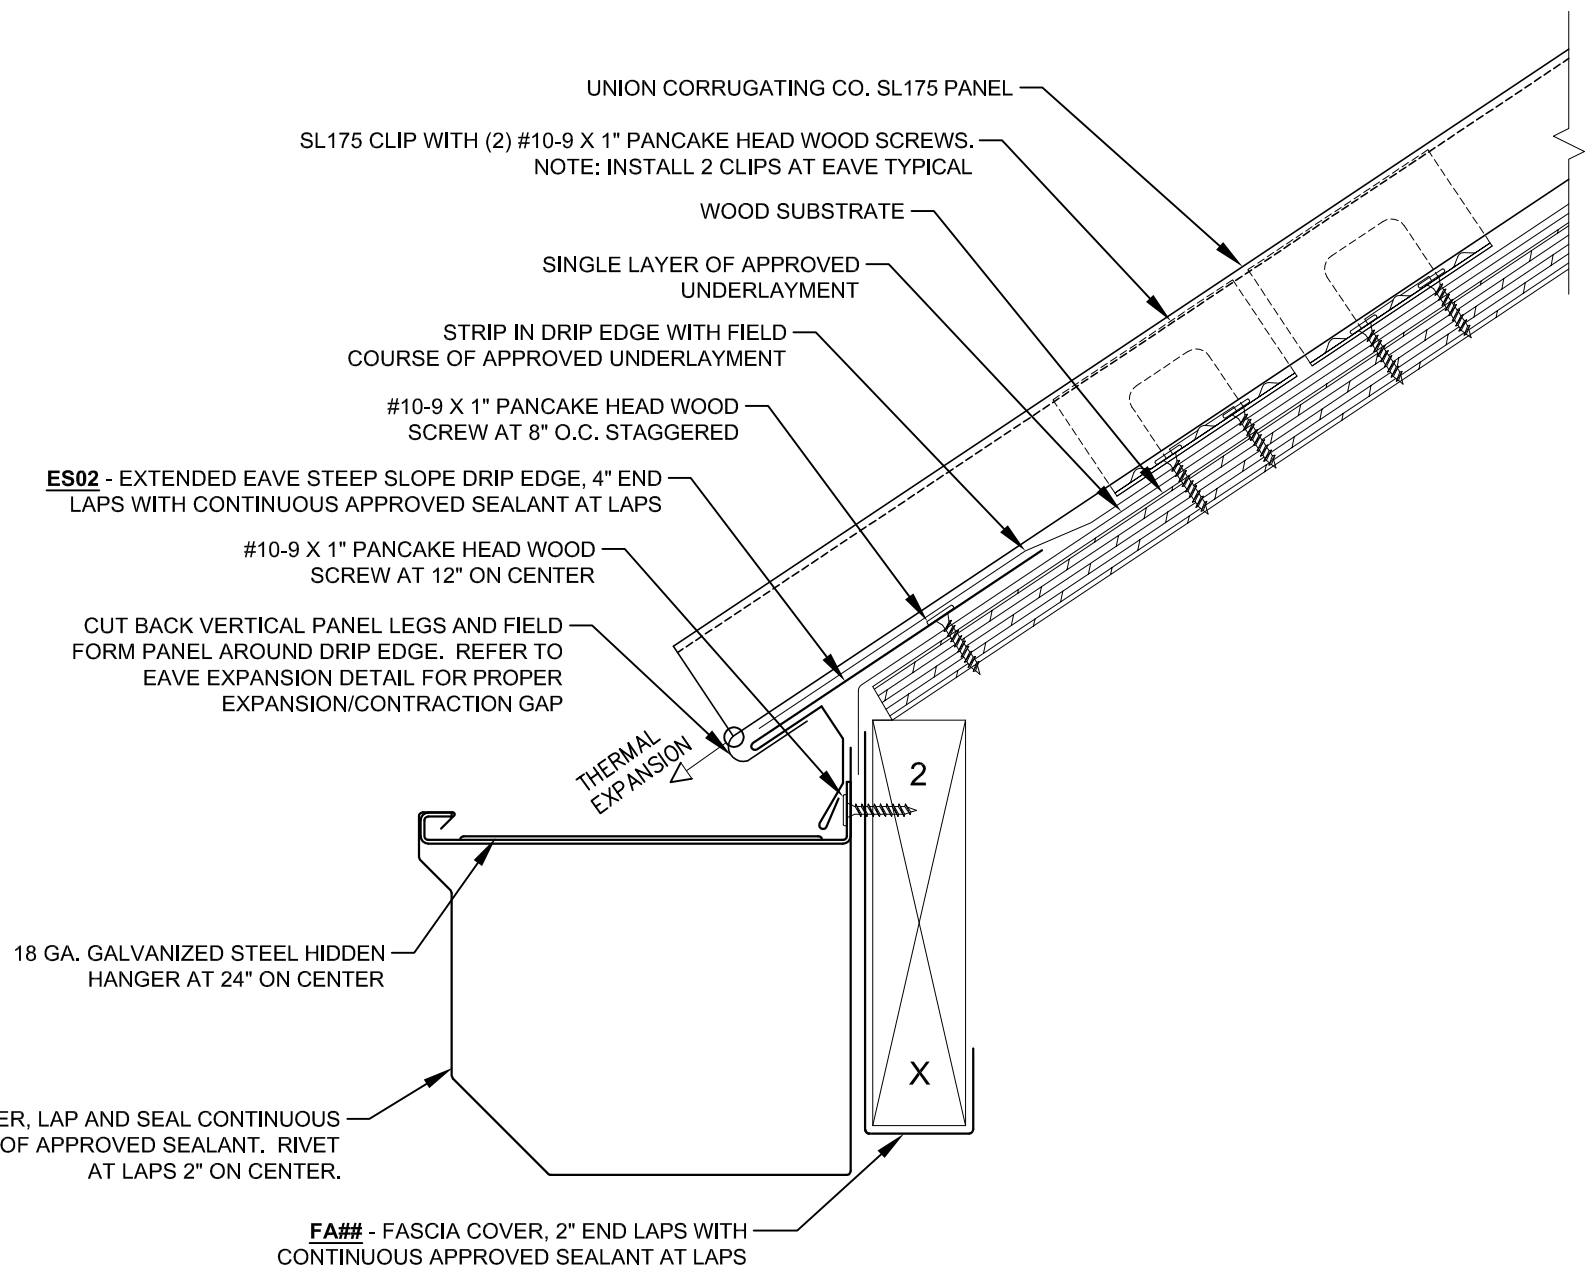 UNION CORRUGATING CO. SL175 PANEL
SL175 CLIP WITH (2) #10-9 X 1" PANCAKE HEAD WOOD SCREWS.
NOTE: INSTALL 2 CLIPS AT EAVE TYPICAL
WOOD SUBSTRATE
SINGLE LAYER OF APPROVED
UNDERLAYMENT
STRIP IN DRIP EDGE WITH FIELD
COURSE OF APPROVED UNDERLAYMENT
#10-9 X 1" PANCAKE HEAD WOOD
SCREW AT 8" O.C. STAGGERED
ES02 - EXTENDED EAVE STEEP SLOPE DRIP EDGE, 4" END
LAPS WITH CONTINUOUS APPROVED SEALANT AT LAPS
#10-9 X 1" PANCAKE HEAD WOOD
SCREW AT 12" ON CENTER
CUT BACK VERTICAL PANEL LEGS AND FIELD
FORM PANEL AROUND DRIP EDGE. REFER TO
EAVE EXPANSION DETAIL FOR PROPER
EXPANSION/CONTRACTION GAP
THERMAL
EXPANSION
2
X
18 GA. GALVANIZED STEEL HIDDEN
HANGER AT 24" ON CENTER
LAP AND SEAL CONTINUOUS
OF APPROVED SEALANT. RIVET
AT LAPS 2" ON CENTER.
FA## - FASCIA COVER, 2" END LAPS WITH
CONTINUOUS APPROVED SEALANT AT LAPS